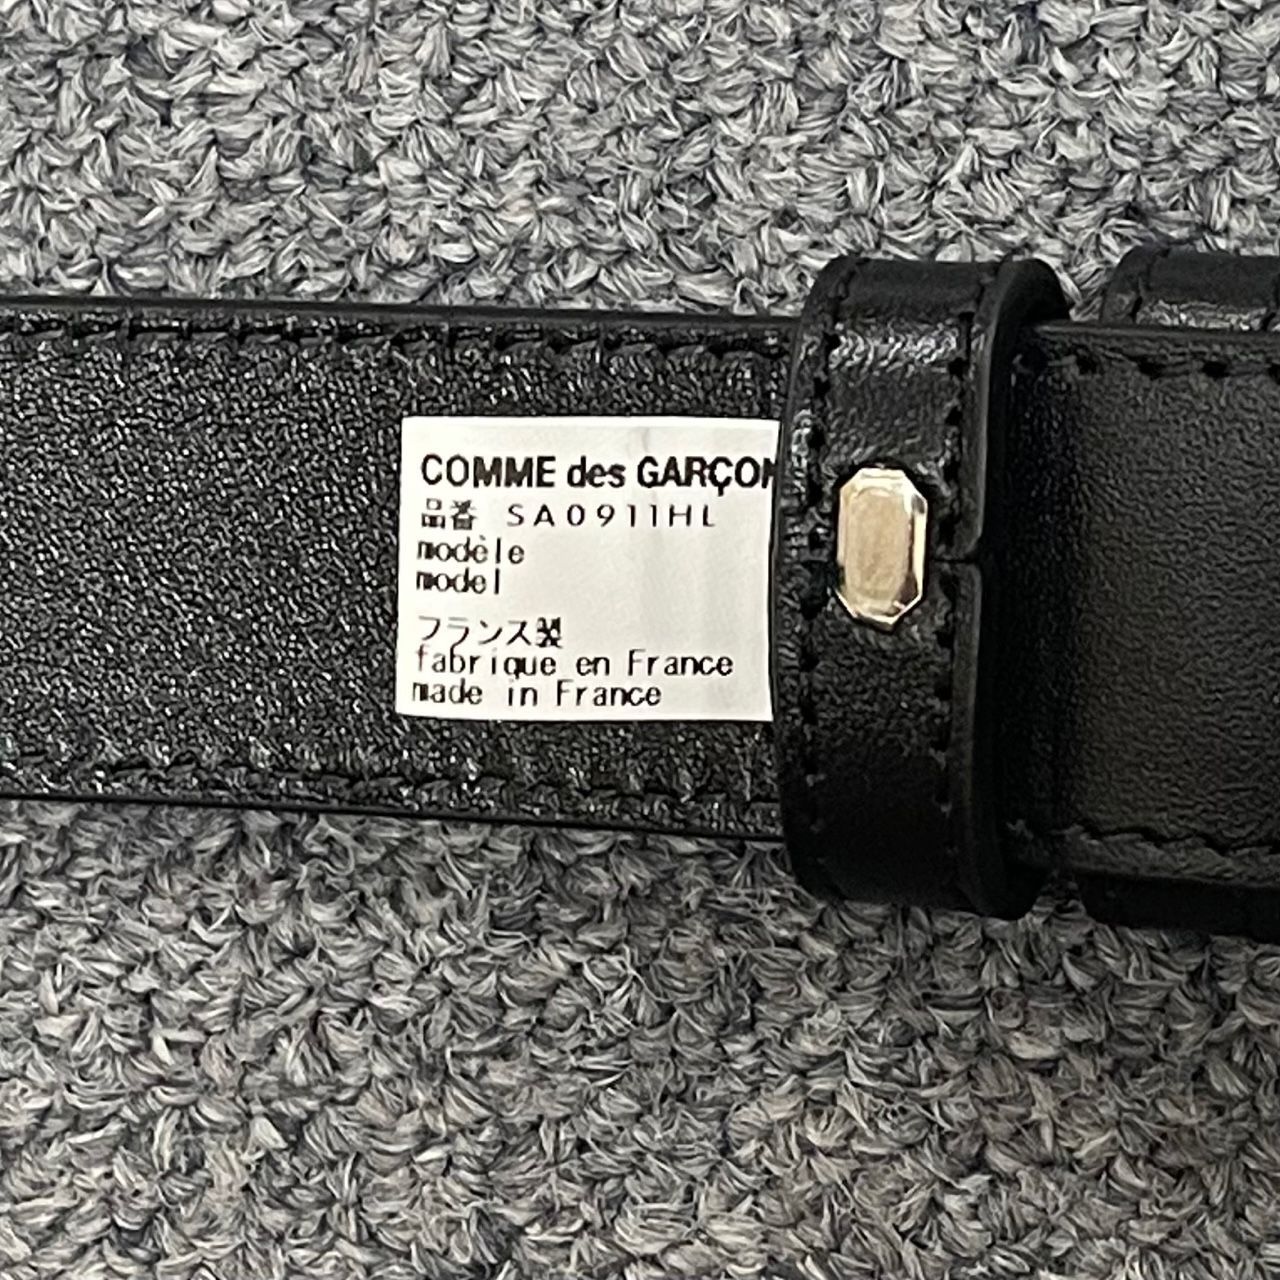 COMME des GARÇON
品番 SA0911HL
modèle
model
フランス製
fabrique en France
made in France